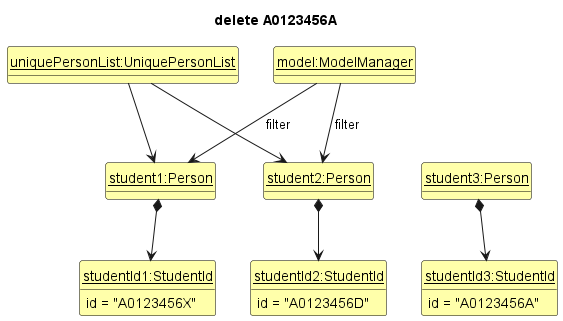 delete A0123456A
uniquePersonList:UniquePersonList
model:ModelManager
filter
filter
student1:Person
student2:Person
student3:Person
studentId1:StudentId
id = "A0123456X"
studentId2:StudentId
id = "A0123456D"
studentId3:StudentId
id = "A0123456A"